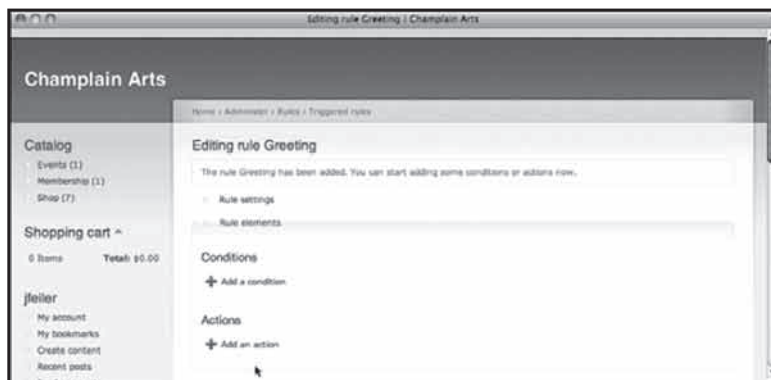 Editing rule Greeting | Champlain Arts
Champlain Arts
Home › Administer › Rules › Triggered rules
Catalog
Events (1)
Membership (1)
Shop (7)
Shopping cart ^
0 Items Total: $0.00
jfeiler
My account
My bookmarks
Create content
Recent posts
Editing rule Greeting
The rule Greeting has been added. You can start adding some conditions or actions now.
Rule settings
Rule elements
Conditions
Add a condition
Actions
Add an action